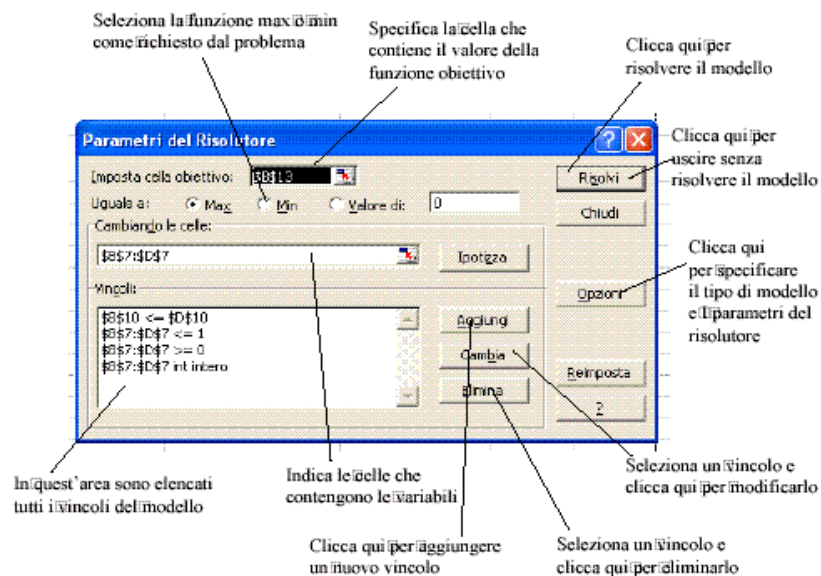 Seleziona la funzione max o min
come richiesto dal problema
Specifica la cella che
contiene il valore della
funzione obiettivo
Clicca qui per
risolvere il modello
Parametri del Risolutore
Clicca qui per
uscire senza
risolvere il modello
Imposta cella obiettivo: $B$13
Risolvi
Uguale a: Max Min Valore di: 0
Chiudi
Cambiando le celle:
$B$7:$D$7
Ipotizza
Clicca qui
per specificare
il tipo di modello
e I parametri del
risolutore
Opzioni
Vincoli:
$B$10 <= $D$10
$B$7:$D$7 <= 1
$B$7:$D$7 >= 0
$B$7:$D$7 int intero
Aggiungi
Cambia
Elimina
Reimposta
?
In quest'area sono elencati
tutti i vincoli del modello
Indica le celle che
contengono le variabili
Seleziona un vincolo e
clicca qui per modificarlo
Clicca qui per aggiungere
un nuovo vincolo
Seleziona un vincolo e
clicca qui per eliminarlo